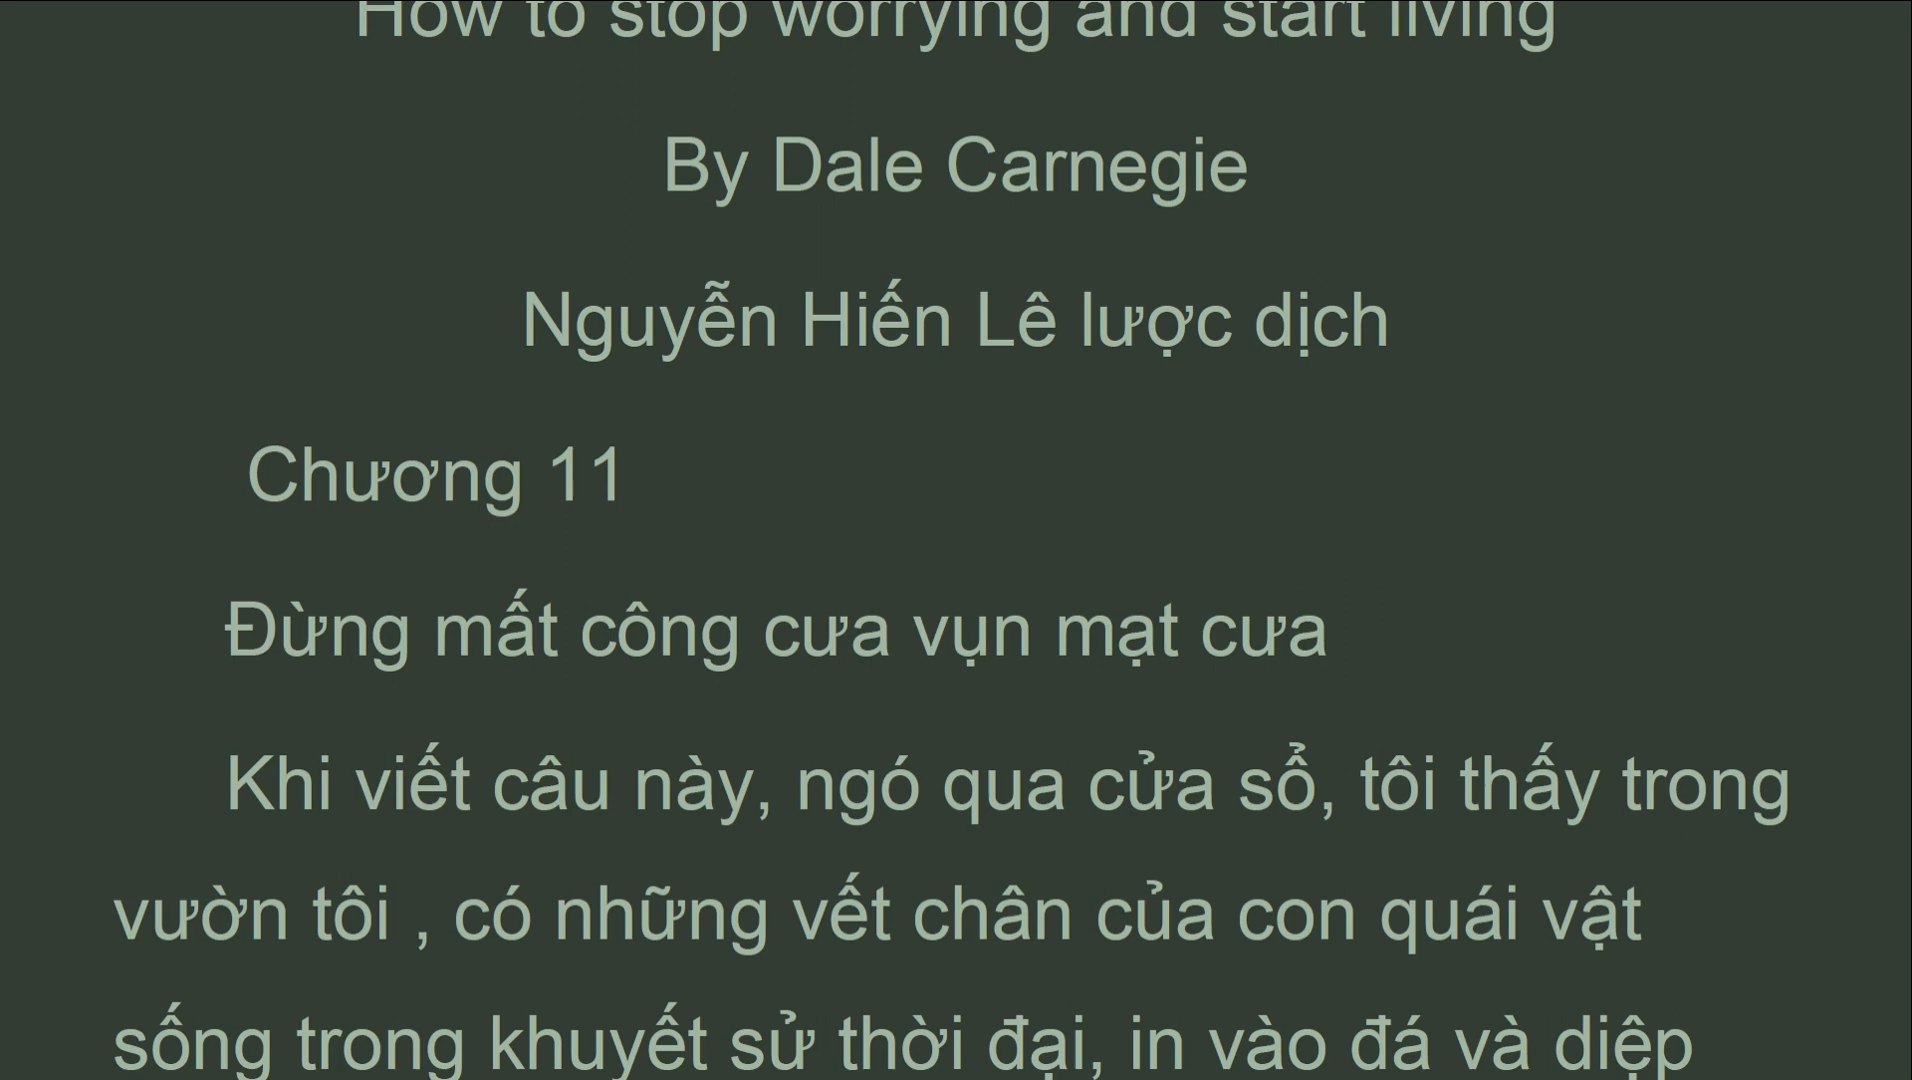 How to stop worrying and start living
By Dale Carnegie
Nguyễn Hiến Lê lược dịch
Chương 11
Đừng mất công cưa vụn mạt cưa
Khi viết câu này, ngó qua cửa sổ, tôi thấy trong
vườn tôi , có những vết chân của con quái vật
sống trong khuyết sử thời đại, in vào đá và diệp